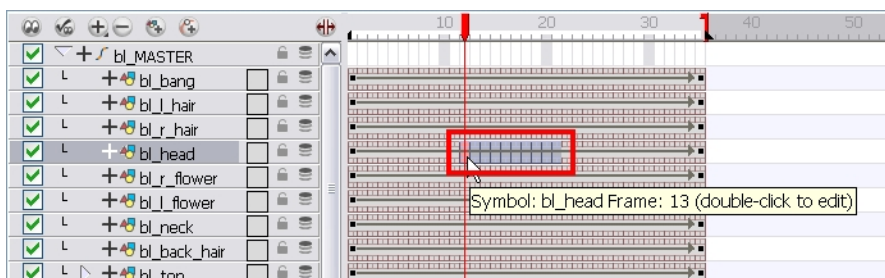 10 20 30 40 50
bl_MASTER
bl_bang
bl_l_hair
bl_r_hair
bl_head
bl_r_flower
Symbol: bl_head Frame: 13 (double-click to edit)
bl_l_flower
bl_neck
bl_back_hair
bl_top